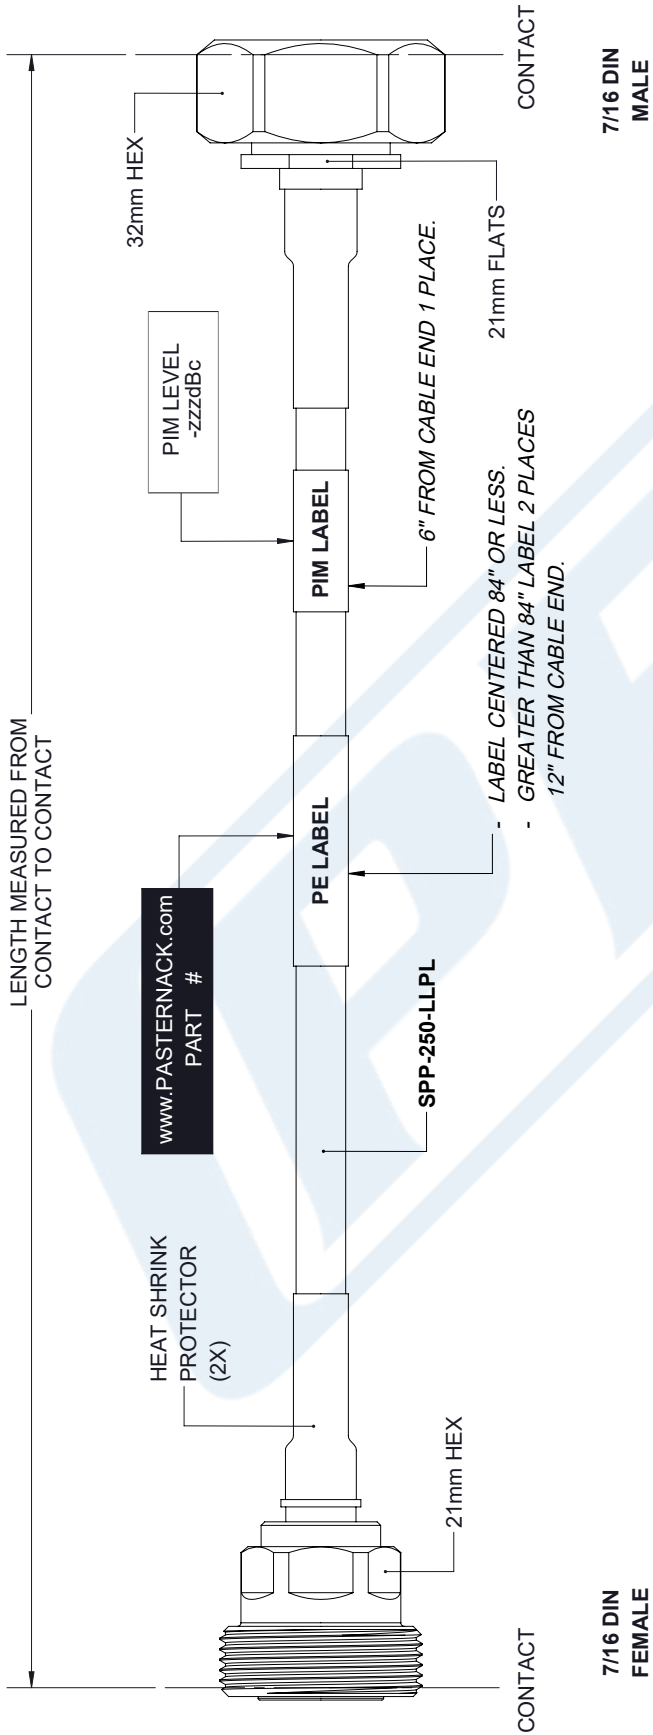 LENGTH MEASURED FROM
CONTACT TO CONTACT
HEAT SHRINK
PROTECTOR
(2X)
www.PASTERNACK.com
PART #
PIM LEVEL
-zzzdBc
32mm HEX
PE LABEL
PIM LABEL
21mm HEX
SPP-250-LLPL
- LABEL CENTERED 84" OR LESS.
- GREATER THAN 84" LABEL 2 PLACES
12" FROM CABLE END.
6" FROM CABLE END 1 PLACE.
21mm FLATS
CONTACT
CONTACT
7/16 DIN
FEMALE
7/16 DIN
MALE